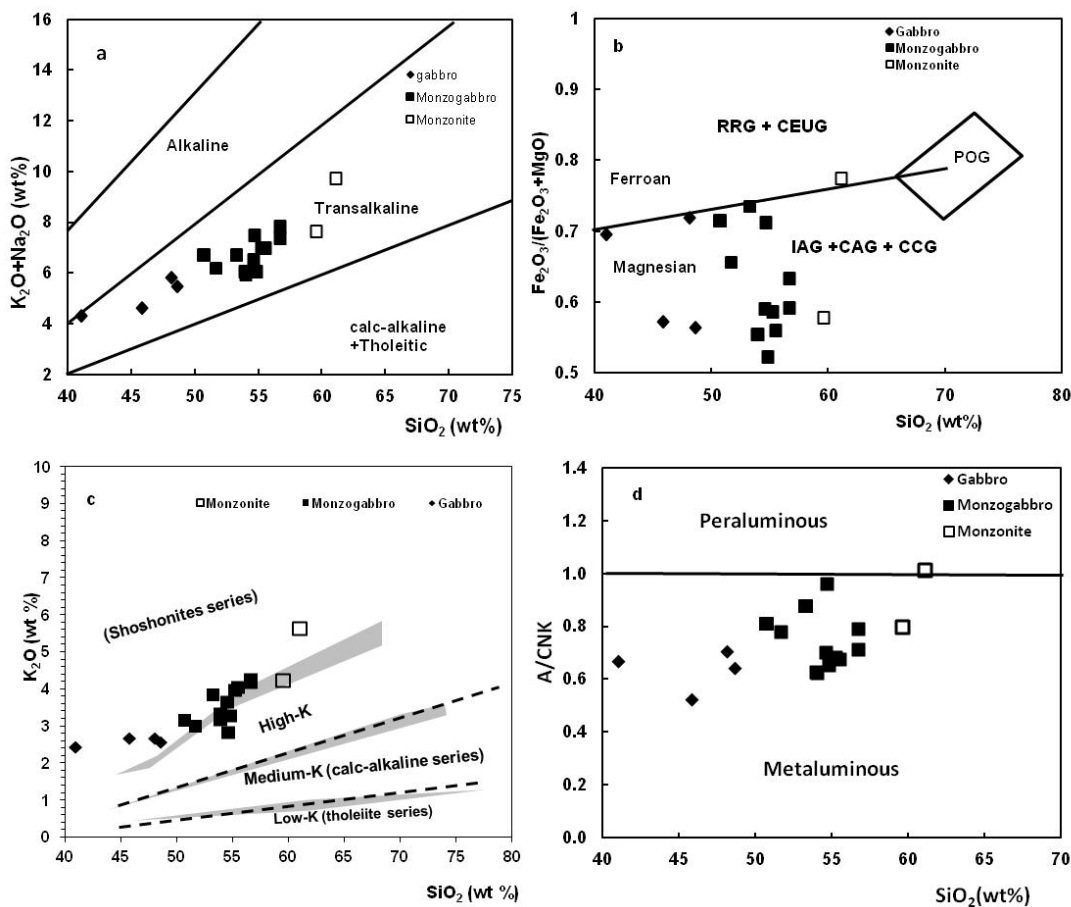 a
K₂O+Na₂O (wt%)
16
14
12
10
8
6
4
2
gabbro
Monzogabbro
Monzonite
Alkaline
Transalkaline
calc-alkaline
+Tholeitic
40 45 50 55 60 65 70 75
SiO₂ (wt%)
b
Fe₂O₃/(Fe₂O₃+MgO)
1
0.9
0.8
0.7
0.6
0.5
Gabbro
Monzogabbro
Monzonite
RRG + CEUG
POG
Ferroan
IAG +CAG + CCG
Magnesian
40 50 60 70 80
SiO₂ (wt%)
c
K₂O (wt %)
10
9
8
7
6
5
4
3
2
1
0
Monzonite Monzogabbro Gabbro
(Shoshonites series)
High-K
Medium-K (calc-alkaline series)
Low-K (tholeiite series)
40 45 50 55 60 65 70 75 80
SiO₂ (wt %)
d
A/CNK
1.4
1.2
1.0
0.8
0.6
0.4
0.2
0.0
Gabbro
Monzogabbro
Monzonite
Peraluminous
Metaluminous
40 45 50 55 60 65 70
SiO₂(wt%)